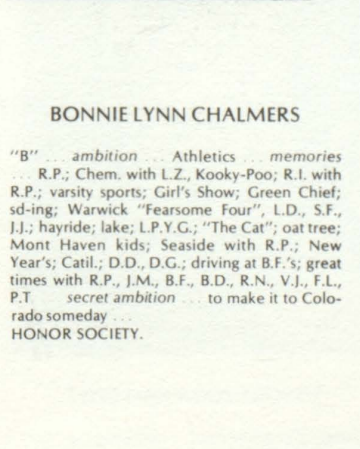 BONNIE LYNN CHALMERS
"B" ... ambition ... Athletics ... memories
... R.P.; Chem. with L.Z., Kooky-Poo; R.I. with
R.P.; varsity sports; Girl's Show; Green Chief;
sd-ing; Warwick "Fearsome Four", L.D., S.F.,
J.J.; hayride; lake; L.P.Y.G.; "The Cat"; oat tree;
Mont Haven kids; Seaside with R.P.; New
Year's; Catil.; D.D., D.G.; driving at B.F.'s; great
times with R.P., J.M., B.F., B.D., R.N., V.J., F.L.,
P.T secret ambition ... to make it to Colo-
rado someday ...
HONOR SOCIETY.